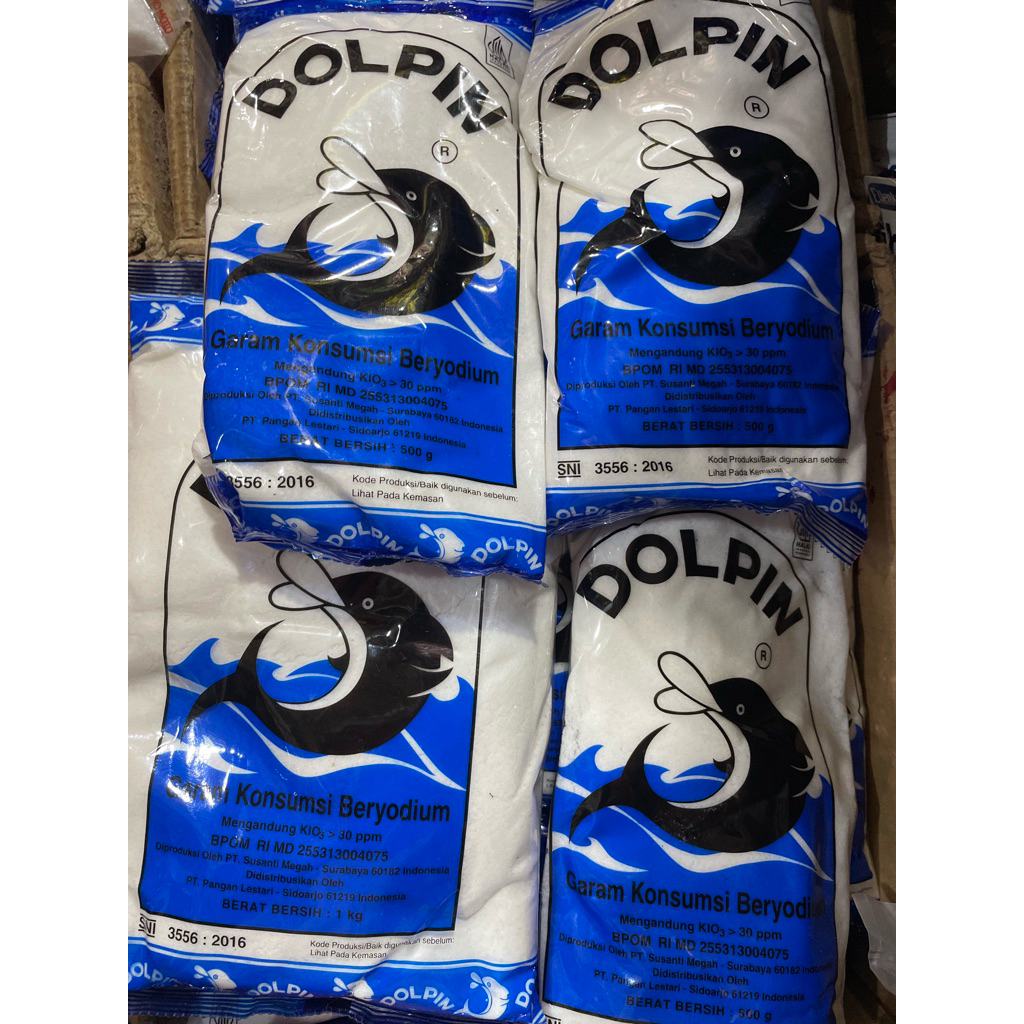 DOLPIN
R
Garam Konsumsi Beryodium
Mengandung KIO3 > 30 ppm
BPOM RI MD 255313004075
Diproduksi Oleh PT. Susanti Megah - Surabaya 60182 Indonesia
Didistribusikan Oleh
PT. Pangan Lestari - Sidoarjo 61219 Indonesia
BERAT BERSIH : 500 g
3556 : 2016
Kode Produksi/Baik digunakan sebelum:
Lihat Pada Kemasan
DOLPIN DOLPIN
DOLPIN
R
Garam Konsumsi Beryodium
Mengandung KIO3 > 30 ppm
BPOM RI MD 255313004075
Diproduksi Oleh PT. Susanti Megah - Surabaya 60182 Indonesia
Didistribusikan Oleh
PT. Pangan Lestari - Sidoarjo 61219 Indonesia
BERAT BERSIH : 500 g
SNI 3556 : 2016
Kode Produksi/Baik digunakan sebelum:
Lihat Pada Kemasan
DOLPIN
Garam Konsumsi Beryodium
Mengandung KIO3 > 30 ppm
BPOM RI MD 255313004075
Diproduksi Oleh PT. Susanti Megah - Surabaya 60182 Indonesia
Didistribusikan Oleh
PT. Pangan Lestari - Sidoarjo 61219 Indonesia
BERAT BERSIH : 1 kg
SNI 3556 : 2016
Kode Produksi/Baik digunakan sebelum:
Lihat Pada Kemasan
DOLPIN DOLPIN
DOLPIN
R
HALAL
Garam Konsumsi Beryodium
Mengandung KIO3 > 30 ppm
BPOM RI MD 255313004075
Diproduksi Oleh PT. Susanti Megah - Surabaya 60182
Didistribusikan Oleh
PT. Pangan Lestari - Sidoarjo 61219 Indonesia
BERAT BERSIH : 500 g